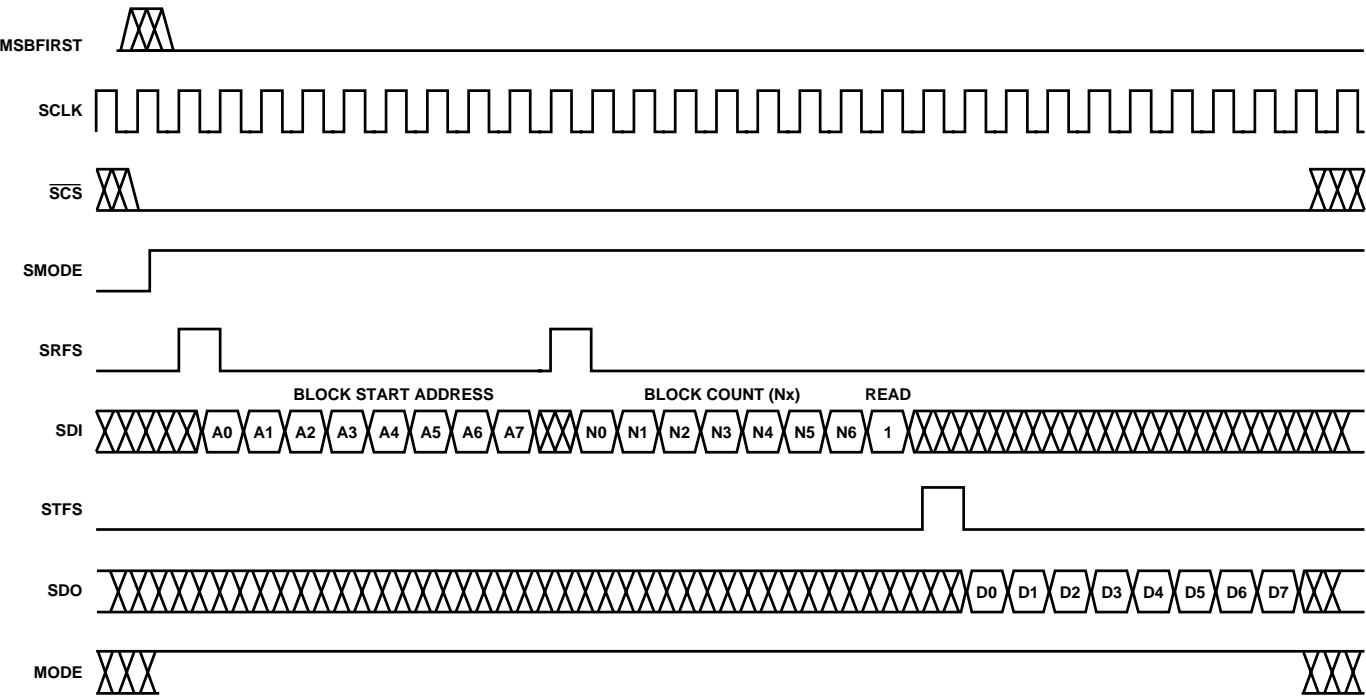 MSBFIRST
SCLK
SCS
SMODE
SRFS
BLOCK START ADDRESS BLOCK COUNT (Nx) READ
SDI A0 A1 A2 A3 A4 A5 A6 A7 N0 N1 N2 N3 N4 N5 N6 1
STFS
SDO D0 D1 D2 D3 D4 D5 D6 D7
MODE